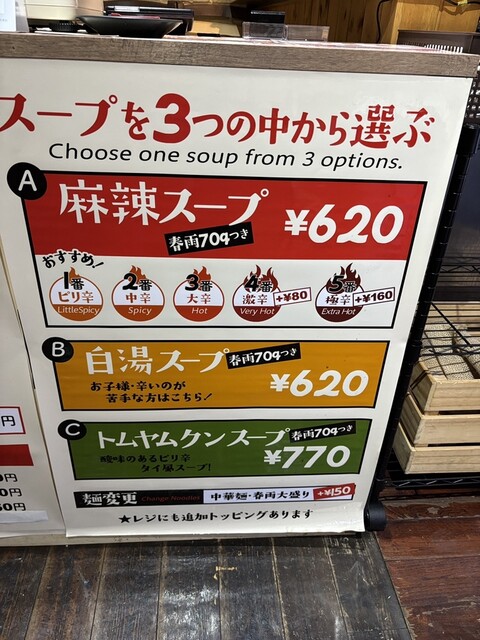 スープを3つの中から選ぶ
Choose one soup from 3 options.
A
麻辣スープ
春雨70gつき
¥620
おすすめ!
1番 ピリ辛 LittleSpicy
2番 中辛 Spicy
3番 大辛 Hot
4番 激辛 Very Hot +¥80
5番 極辛 Extra Hot +¥160
B
白湯スープ 春雨70gつき
お子様・辛いのが
苦手な方はこちら!
¥620
C
トムヤムクンスープ 春雨70gつき
酸味のあるピリ辛
タイ風スープ!
¥770
麺変更 Change Noodles 中華麺・春雨大盛り +¥150
★レジにも追加トッピングあります
円